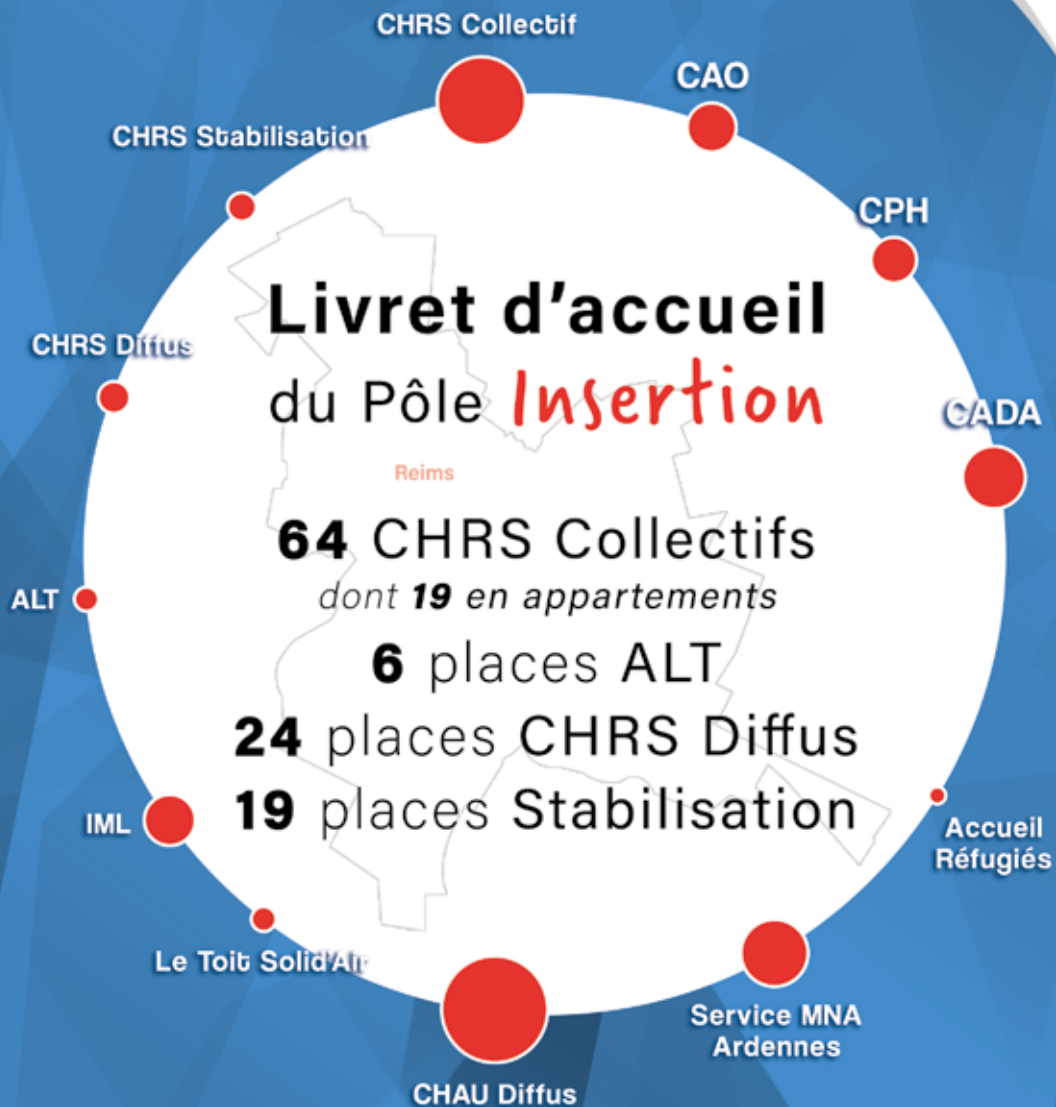 CHRS Collectif
CAO
CHRS Stabilisation
CPH
Livret d'accueil
du Pôle Insertion
CHRS Diffus
CADA
Reims
64 CHRS Collectifs
dont 19 en appartements
ALT
6 places ALT
24 places CHRS Diffus
19 places Stabilisation
IML
Accueil
Réfugiés
Le Toit Solid'Air
Service MNA
Ardennes
CHAU Diffus